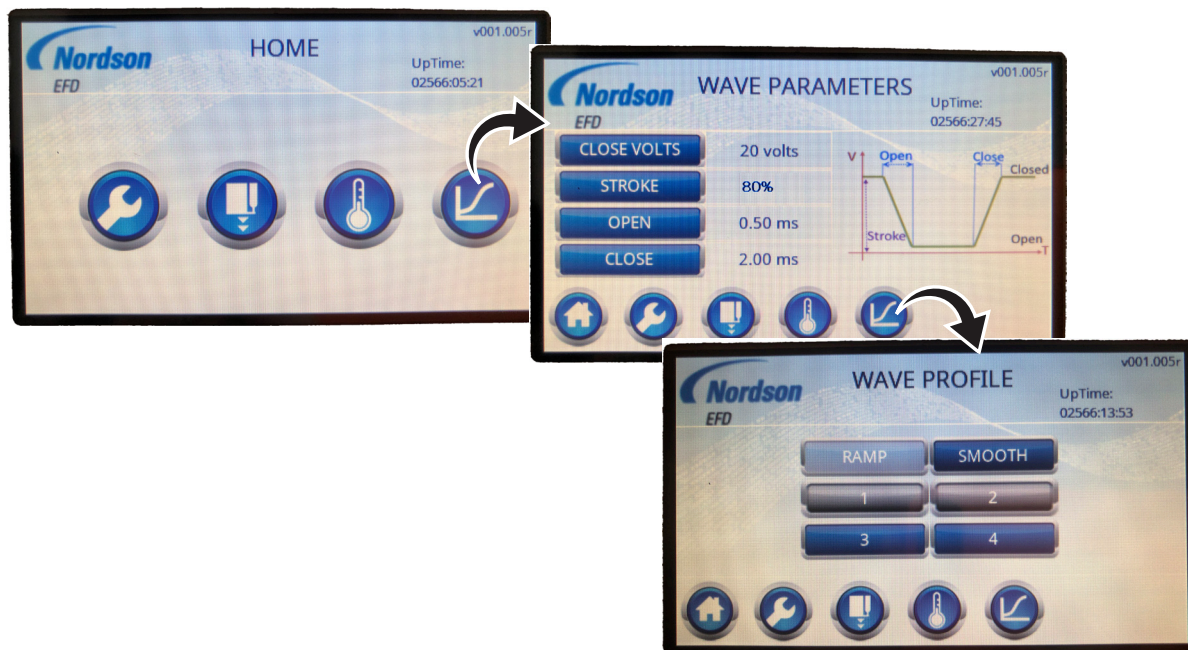 Nordson
EFD
HOME
v001.005r
UpTime:
02566:05:21
Nordson
EFD
WAVE PARAMETERS
v001.005r
UpTime:
02566:27:45
CLOSE VOLTS 20 volts
STROKE 80%
OPEN 0.50 ms
CLOSE 2.00 ms
V
Open
Close
Closed
Stroke
Open
T
Nordson
EFD
WAVE PROFILE
v001.005r
UpTime:
02566:13:53
RAMP SMOOTH
1 2
3 4